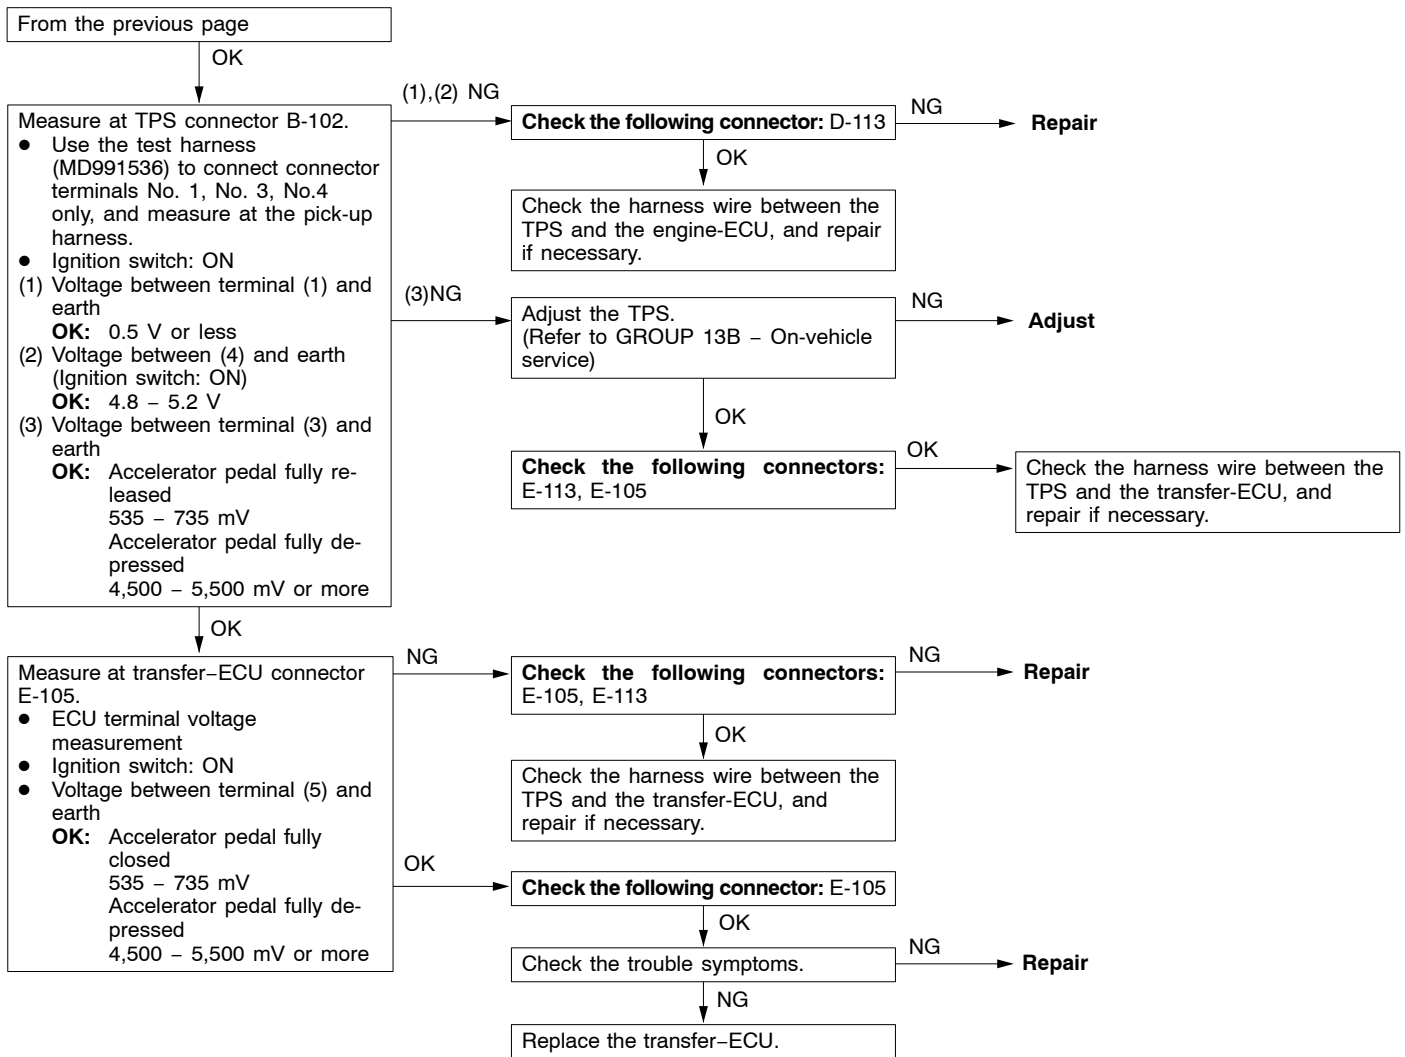 From the previous page
OK
Measure at TPS connector B-102.
● Use the test harness
(MD991536) to connect connector
terminals No. 1, No. 3, No.4
only, and measure at the pick-up
harness.
● Ignition switch: ON
(1) Voltage between terminal (1) and
earth
OK: 0.5 V or less
(2) Voltage between (4) and earth
(Ignition switch: ON)
OK: 4.8 – 5.2 V
(3) Voltage between terminal (3) and
earth
OK: Accelerator pedal fully re-
leased
535 – 735 mV
Accelerator pedal fully de-
pressed
4,500 – 5,500 mV or more
(1),(2) NG
Check the following connector: D-113
NG
Repair
OK
Check the harness wire between the
TPS and the engine-ECU, and repair
if necessary.
(3)NG
Adjust the TPS.
(Refer to GROUP 13B – On-vehicle
service)
NG
Adjust
OK
Check the following connectors:
E-113, E-105
OK
Check the harness wire between the
TPS and the transfer-ECU, and
repair if necessary.
OK
Measure at transfer–ECU connector
E-105.
● ECU terminal voltage
measurement
● Ignition switch: ON
● Voltage between terminal (5) and
earth
OK: Accelerator pedal fully
closed
535 – 735 mV
Accelerator pedal fully de-
pressed
4,500 – 5,500 mV or more
NG
Check the following connectors:
E-105, E-113
NG
Repair
OK
Check the harness wire between the
TPS and the transfer-ECU, and
repair if necessary.
OK
Check the following connector: E-105
OK
Check the trouble symptoms.
NG
Repair
NG
Replace the transfer–ECU.